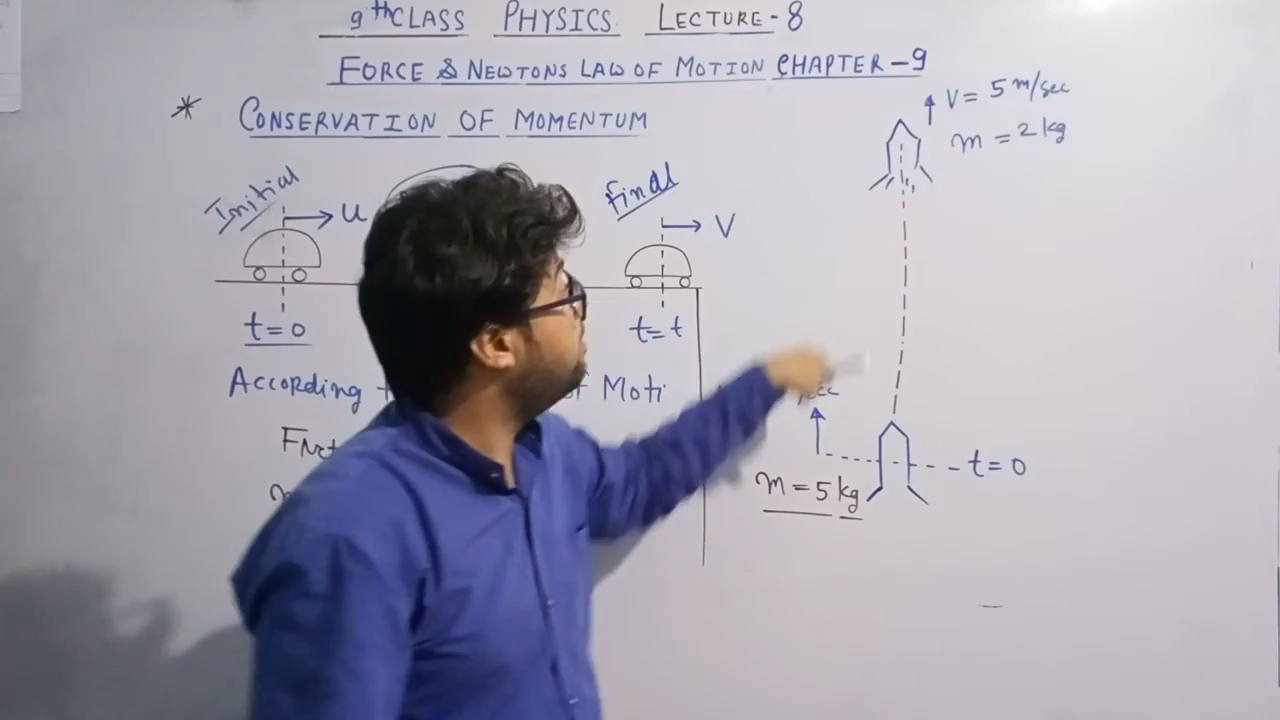 9th CLASS PHYSICS LECTURE-8
FORCE & NEWTONS LAW OF MOTION CHAPTER-9
* CONSERVATION OF MOMENTUM
Initial
u
t=0
Final
V
t=t
ACCORDING
of MOTI
V= 5 m/sec
m = 2 kg
t=0
m = 5 kg